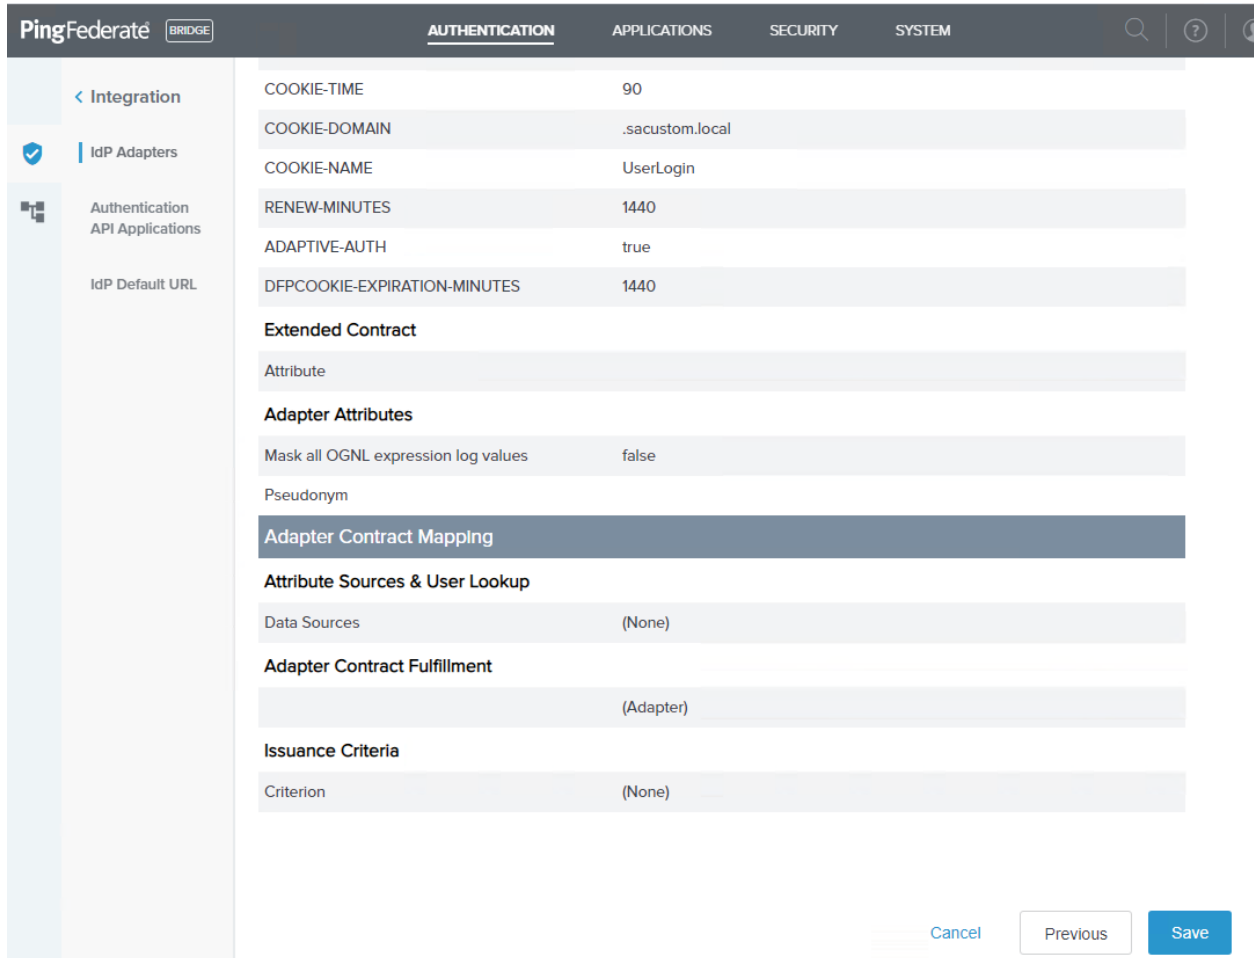 PingFederate BRIDGE AUTHENTICATION APPLICATIONS SECURITY SYSTEM ?
Integration
IdP Adapters
Authentication
API Applications
IdP Default URL
COOKIE-TIME 90
COOKIE-DOMAIN .sacustom.local
COOKIE-NAME UserLogin
RENEW-MINUTES 1440
ADAPTIVE-AUTH true
DFPCOOKIE-EXPIRATION-MINUTES 1440
Extended Contract
Attribute
Adapter Attributes
Mask all OGNL expression log values false
Pseudonym
Adapter Contract Mapping
Attribute Sources & User Lookup
Data Sources (None)
Adapter Contract Fulfillment
(Adapter)
Issuance Criteria
Criterion (None)
Cancel Previous Save